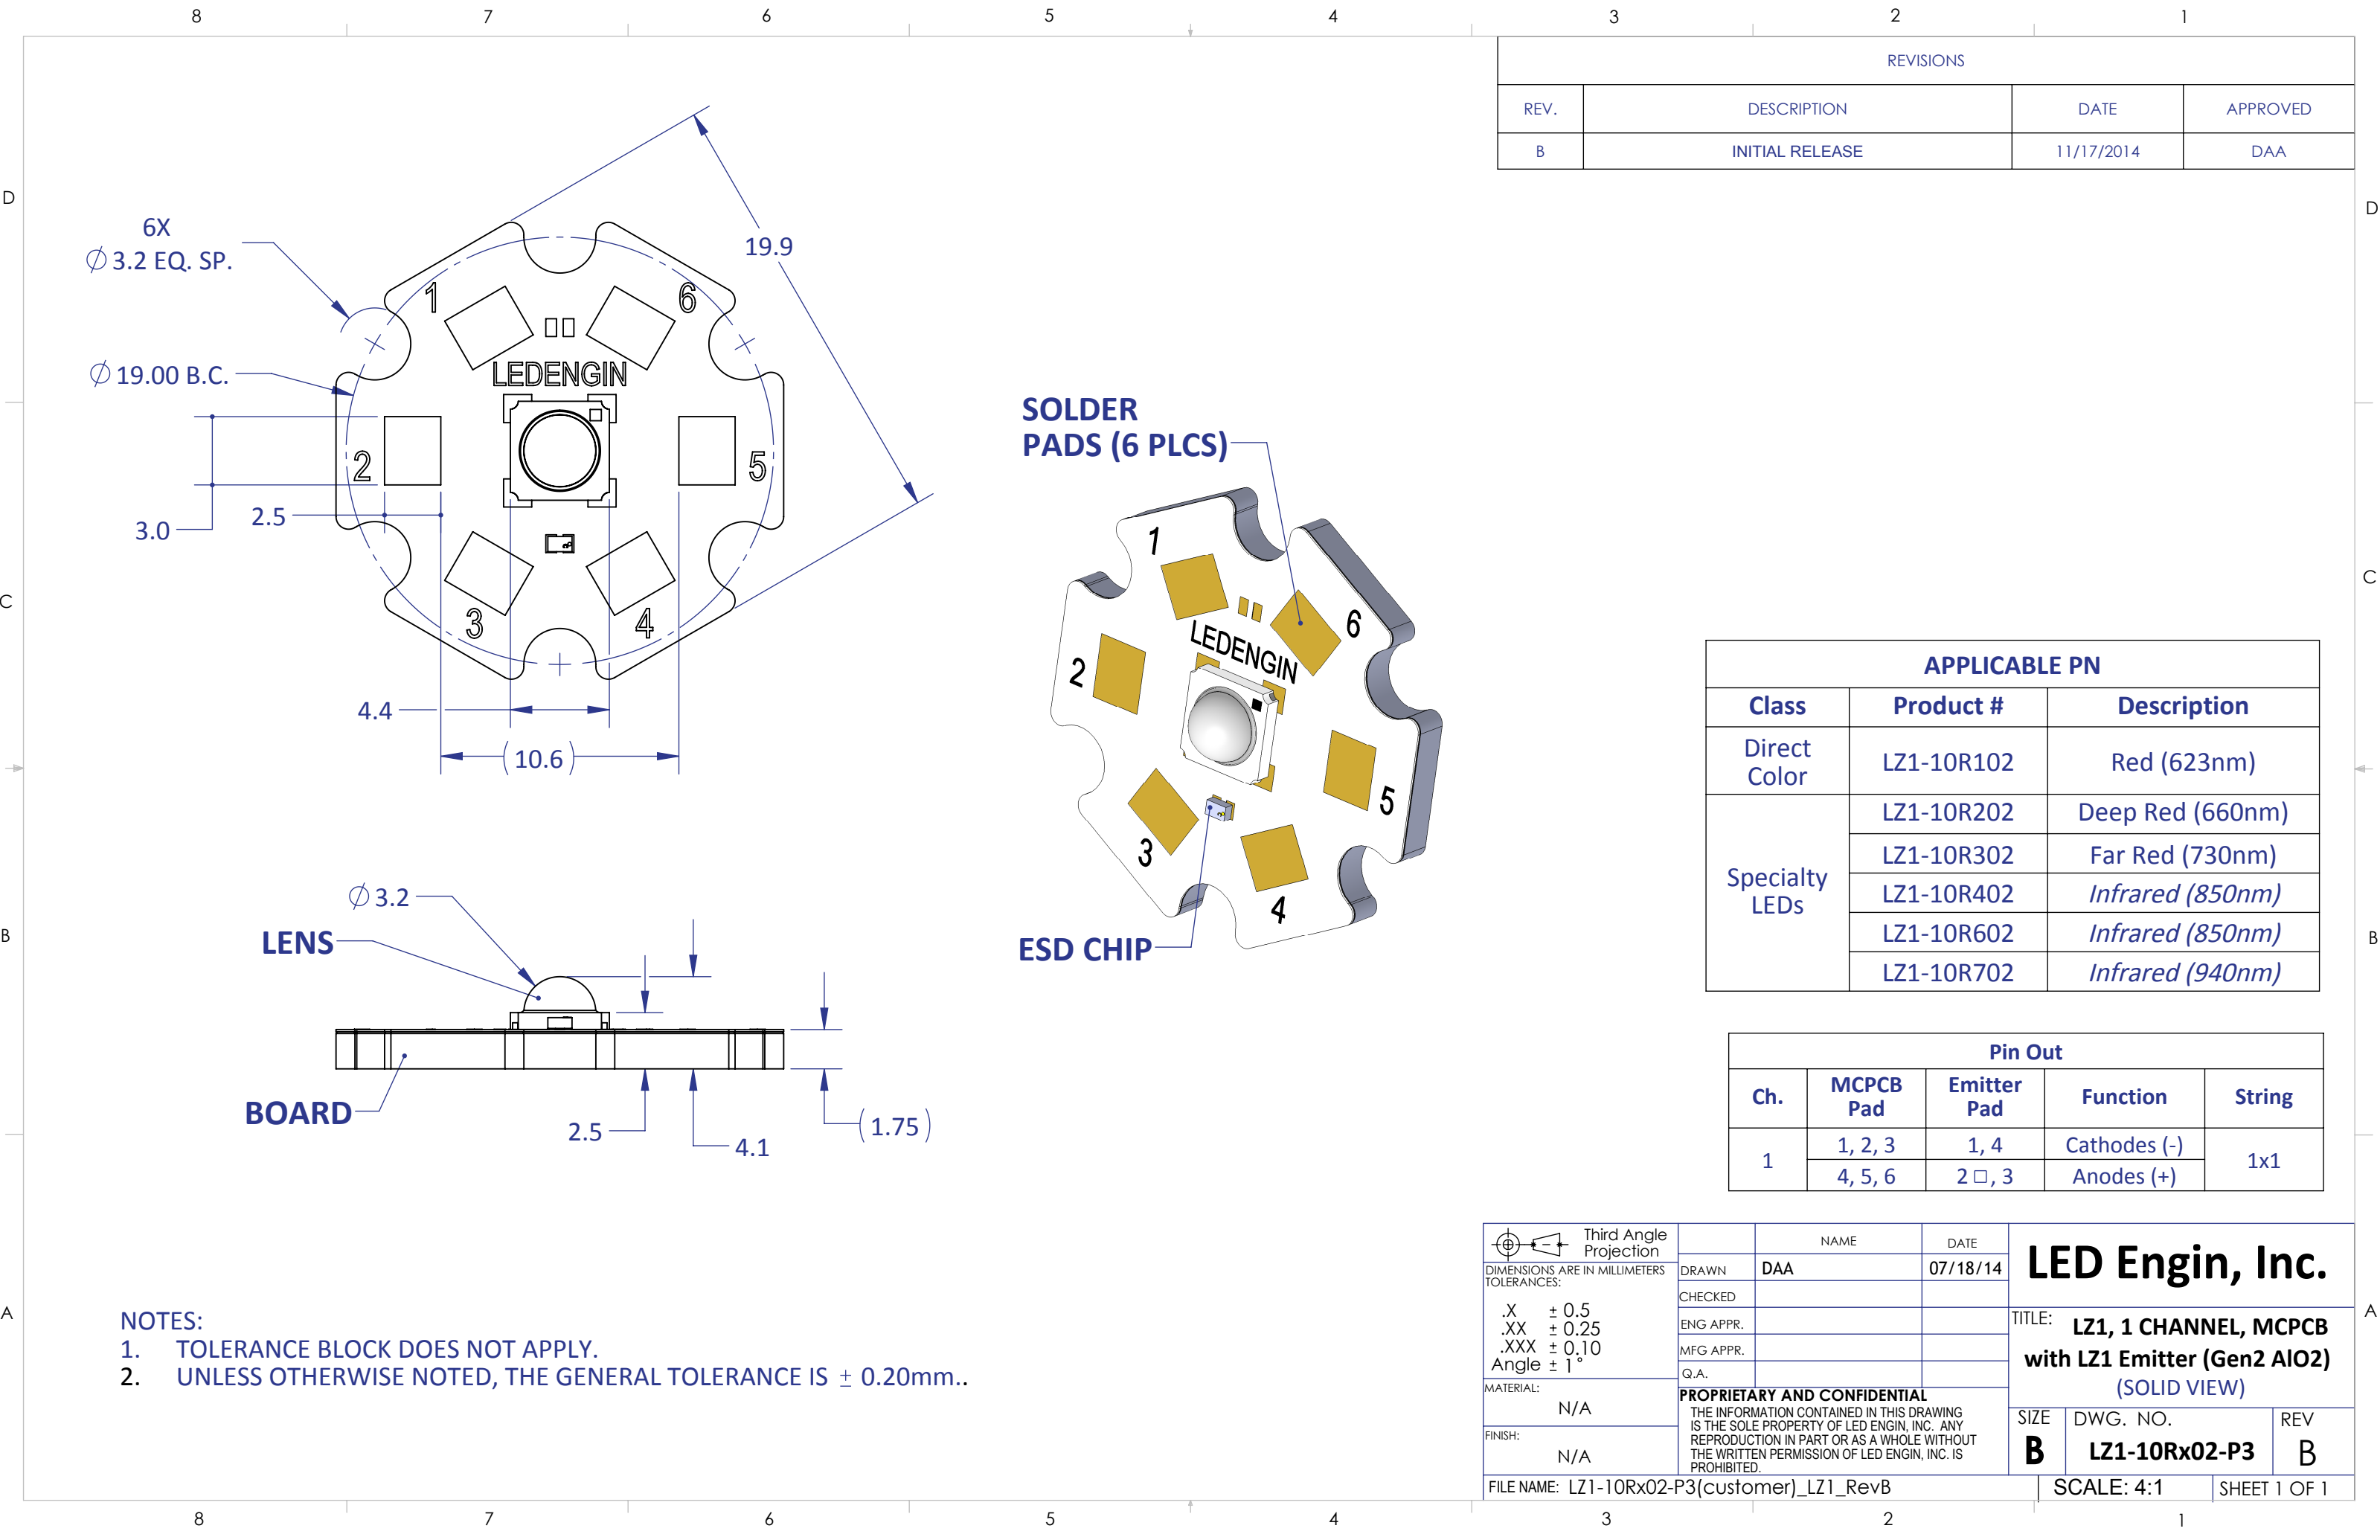 8 7 6 5 4 3 2 1
REVISIONS
REV. DESCRIPTION DATE APPROVED
B INITIAL RELEASE 11/17/2014 DAA
D D
C C
B B
A A
6X
∅ 3.2 EQ. SP.
∅ 19.00 B.C.
19.9
1
6
LEDENGIN
2
5
3
4
3.0
2.5
4.4
(10.6)
SOLDER
PADS (6 PLCS)
1
6
LEDENGIN
2
5
3
4
ESD CHIP
∅ 3.2
LENS
BOARD
2.5
4.1
(1.75)
APPLICABLE PN
Class Product # Description
Direct
Color
LZ1-10R102 Red (623nm)
Specialty
LEDs
LZ1-10R202 Deep Red (660nm)
LZ1-10R302 Far Red (730nm)
LZ1-10R402 Infrared (850nm)
LZ1-10R602 Infrared (850nm)
LZ1-10R702 Infrared (940nm)
Pin Out
Ch. MCPCB Pad Emitter Pad Function String
1 1, 2, 3 1, 4 Cathodes (-) 1x1
4, 5, 6 2 □, 3 Anodes (+)
NOTES:
1. TOLERANCE BLOCK DOES NOT APPLY.
2. UNLESS OTHERWISE NOTED, THE GENERAL TOLERANCE IS ± 0.20mm..
Third Angle
Projection
DIMENSIONS ARE IN MILLIMETERS
TOLERANCES:
.X ± 0.5
.XX ± 0.25
.XXX ± 0.10
Angle ± 1°
MATERIAL:
N/A
FINISH:
N/A
NAME DATE
DRAWN DAA 07/18/14
CHECKED
ENG APPR.
MFG APPR.
Q.A.
PROPRIETARY AND CONFIDENTIAL
THE INFORMATION CONTAINED IN THIS DRAWING
IS THE SOLE PROPERTY OF LED ENGIN, INC. ANY
REPRODUCTION IN PART OR AS A WHOLE WITHOUT
THE WRITTEN PERMISSION OF LED ENGIN, INC. IS
PROHIBITED.
LED Engin, Inc.
TITLE: LZ1, 1 CHANNEL, MCPCB
with LZ1 Emitter (Gen2 AlO2)
(SOLID VIEW)
SIZE DWG. NO. REV
B LZ1-10Rx02-P3 B
FILE NAME: LZ1-10Rx02-P3(customer)_LZ1_RevB
SCALE: 4:1 SHEET 1 OF 1
8 7 6 5 4 3 2 1